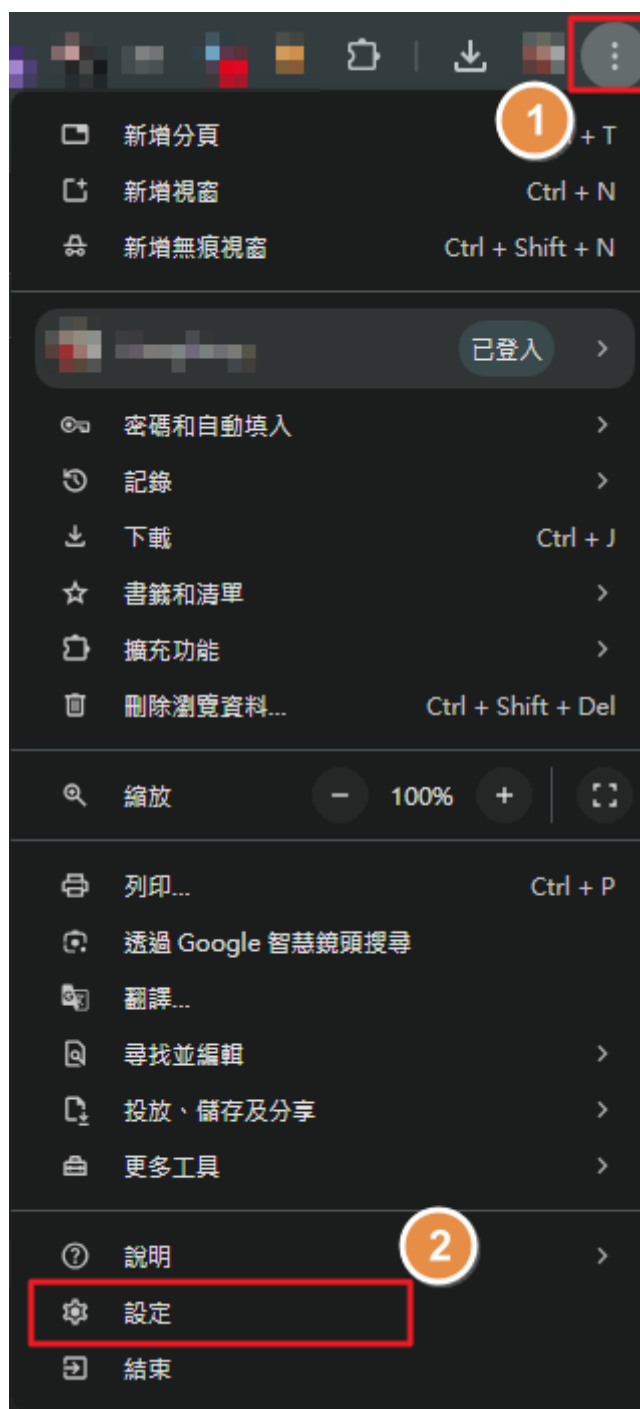 1
新增分頁 + T
新增視窗 Ctrl + N
新增無痕視窗 Ctrl + Shift + N
已登入
密碼和自動填入
記錄
下載 Ctrl + J
書籤和清單
擴充功能
刪除瀏覽資料... Ctrl + Shift + Del
縮放 − 100% +
列印... Ctrl + P
透過 Google 智慧鏡頭搜尋
翻譯...
尋找並編輯
投放、儲存及分享
更多工具
2
說明
設定
結束